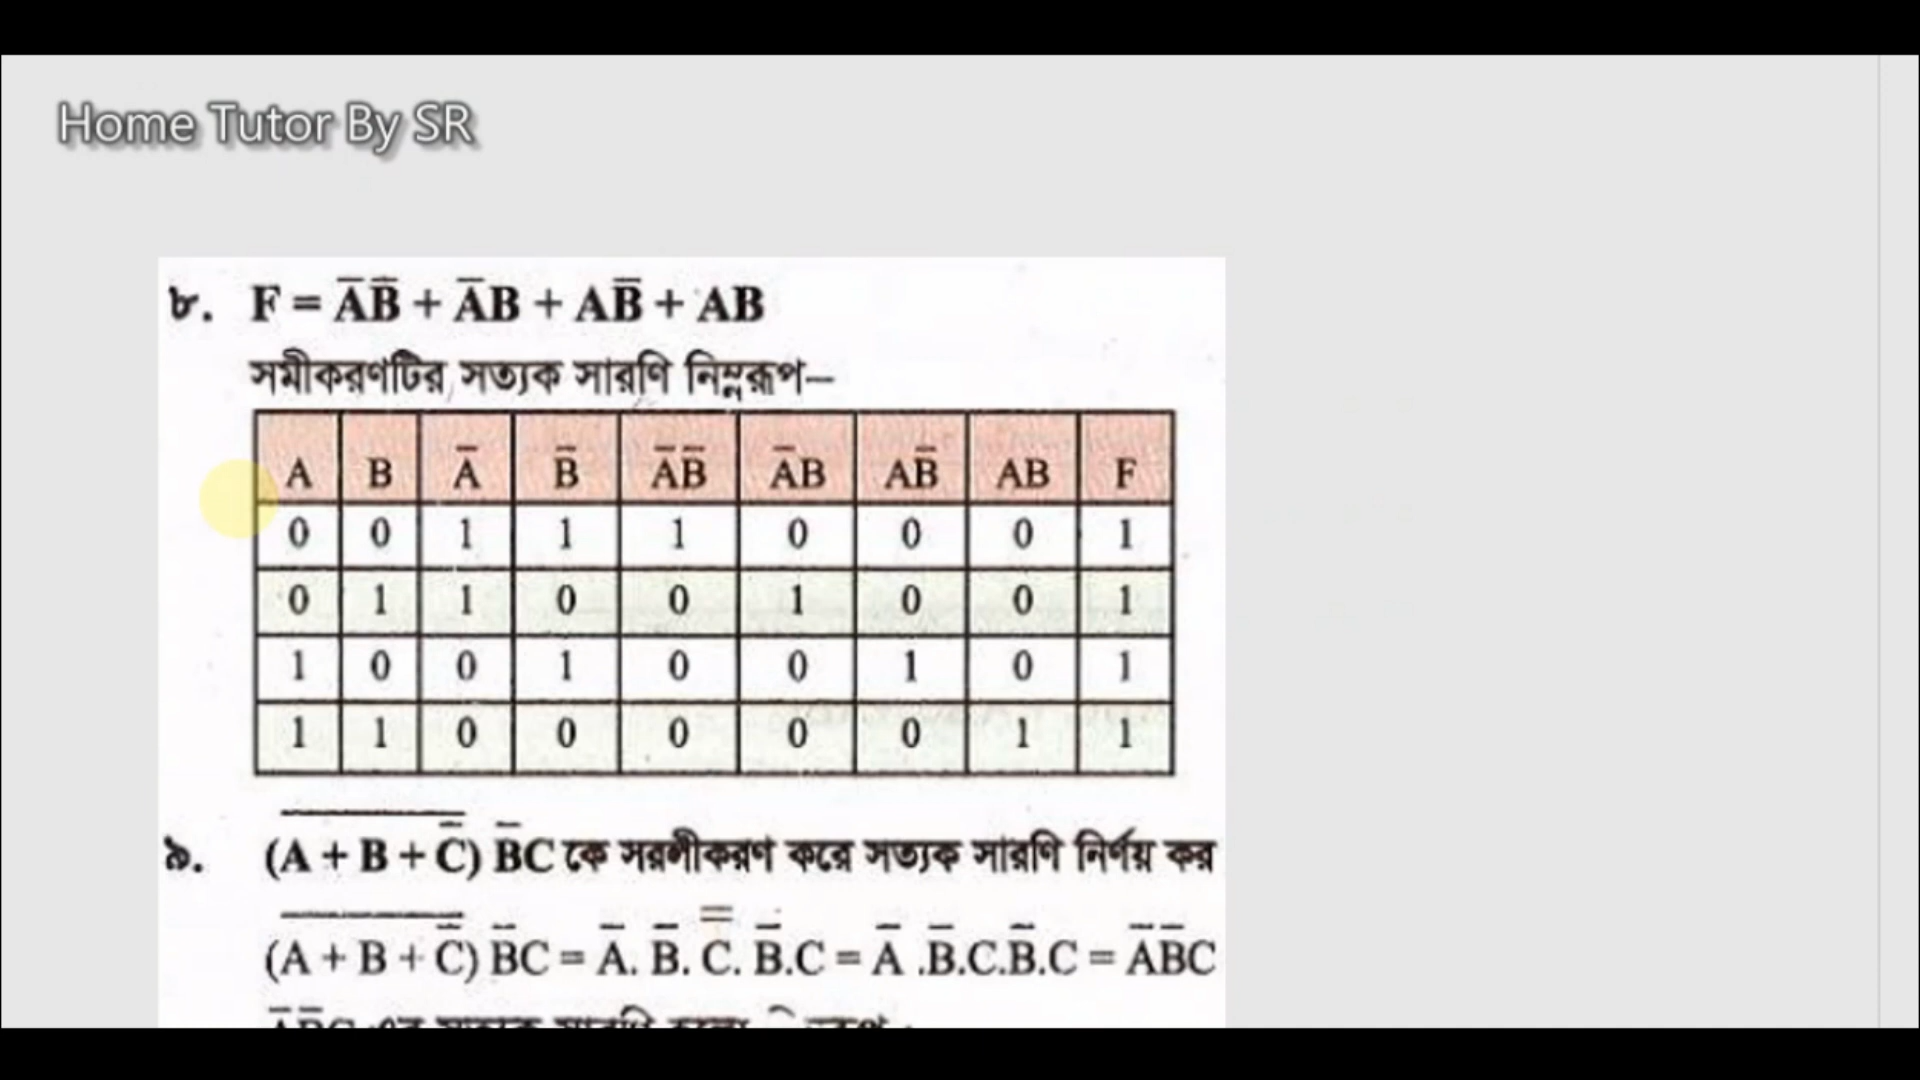 Home Tutor By SR
৮. F = A̅B̅ + A̅B + AB̅ + AB
সমীকরণটির সত্যক সারণি নিম্নরূপ–
A B A̅ B̅ A̅B̅ A̅B AB̅ AB F
0 0 1 1 1 0 0 0 1
0 1 1 0 0 1 0 0 1
1 0 0 1 0 0 1 0 1
1 1 0 0 0 0 0 1 1
৯. (A̅ ̅+̅ ̅B̅ ̅+̅ ̅C̿) B̅C কে সরলীকরণ করে সত্যক সারণি নির্ণয় কর
(A̅ ̅+̅ ̅B̅ ̅+̅ ̅C̿) B̅C = A̅. B̅. C̿. B̅.C = A̅ .B̅.C.B̅.C = A̅B̅C